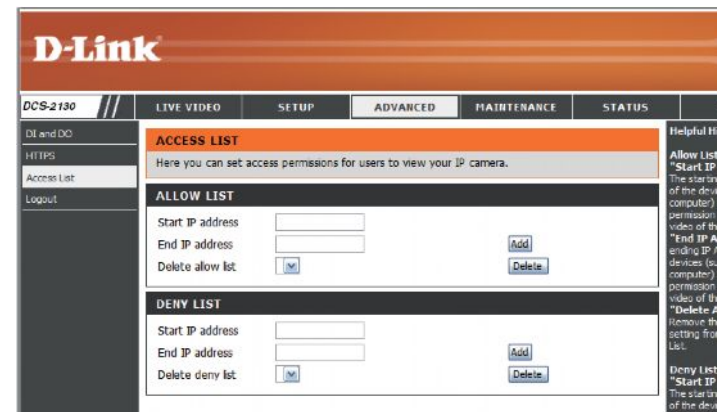 D-Link
DCS-2130
LIVE VIDEO
SETUP
ADVANCED
MAINTENANCE
STATUS
DI and DO
HTTPS
Access List
Logout
ACCESS LIST
Here you can set access permissions for users to view your IP camera.
ALLOW LIST
Start IP address
End IP address
Add
Delete allow list
Delete
DENY LIST
Start IP address
End IP address
Add
Delete deny list
Delete
Helpful Hi
Allow List
"Start IP
The startin
of the devi
computer)
permission
video of th
"End IP A
ending IP A
devices (su
computer)
permission
video of th
"Delete A
Remove th
setting from
List.
Deny List
"Start IP
The startin
of the devi